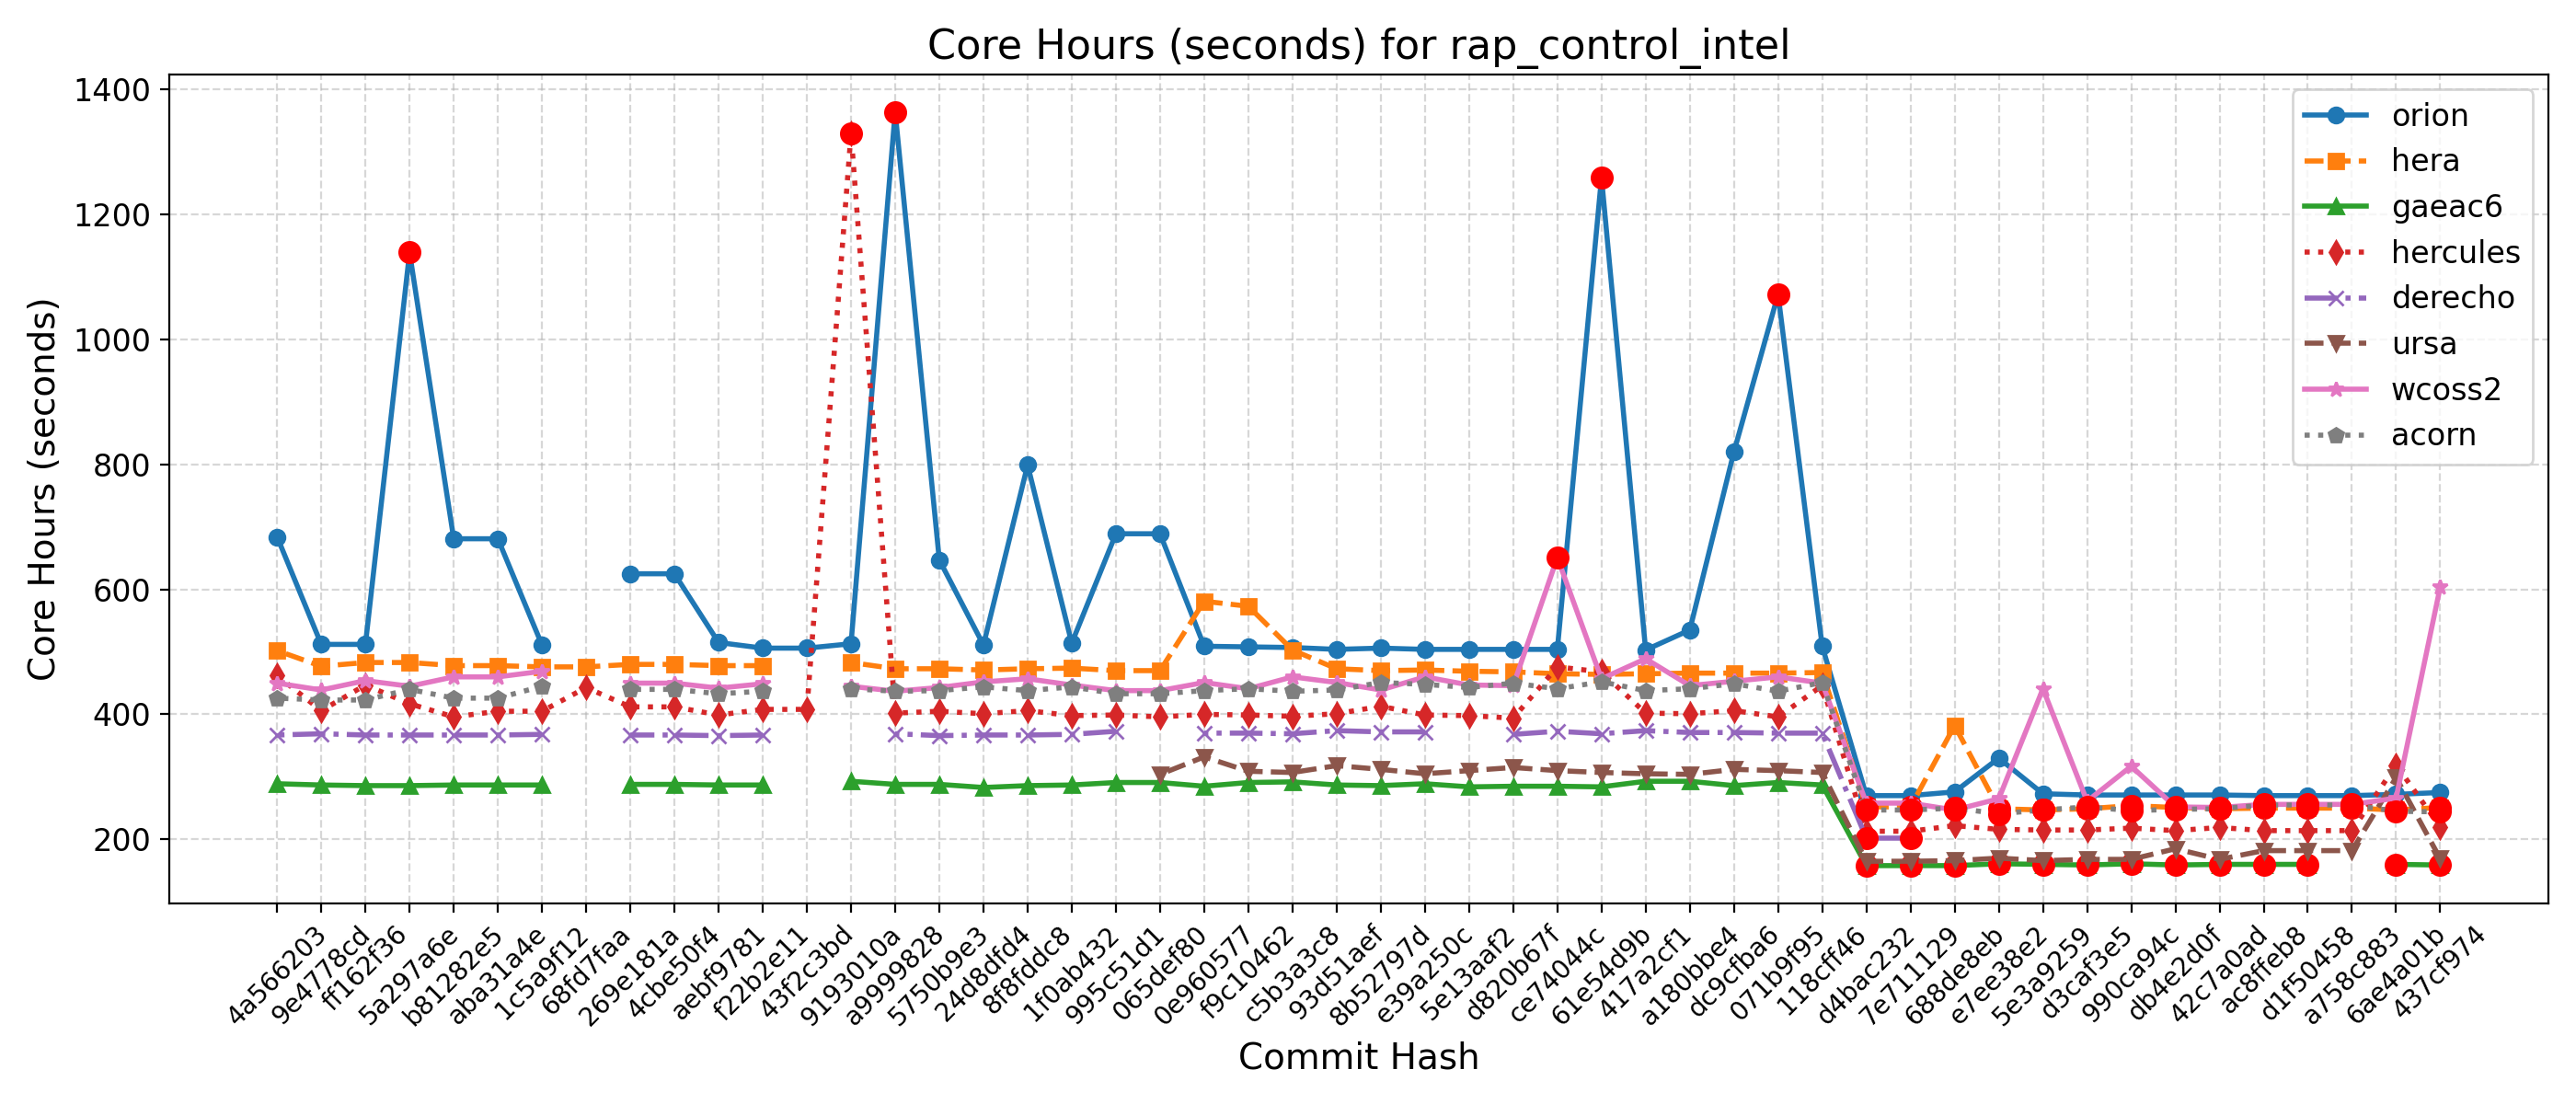 Core Hours (seconds) for rap_control_intel
Core Hours (seconds)
1400
1200
1000
800
600
400
200
orion
hera
gaeac6
hercules
derecho
ursa
wcoss2
acorn
4a566203
9e4778cd
ff162f36
5a297a6e
b81282e5
aba31a4e
1c5a9f12
68fd7faa
269e181a
4cbe50f4
aebf9781
f22b2e11
43f2c3bd
9193010a
a9999828
5750b9e3
24d8dfd4
8f8fddc8
1f0ab432
995c51d1
065def80
0e960577
f9c10462
c5b3a3c8
93d51aef
8b52797d
e39a250c
5e13aaf2
d820b67f
ce74044c
61e54d9b
417a2cf1
a180bbe4
dc9cfba6
071b9f95
118cff46
d4bac232
7e711129
688de8eb
e7ee38e2
5e3a9259
d3caf3e5
990ca94c
db4e2d0f
42c7a0ad
ac8ffeb8
d1f50458
a758c883
6ae4a01b
437cf974
Commit Hash